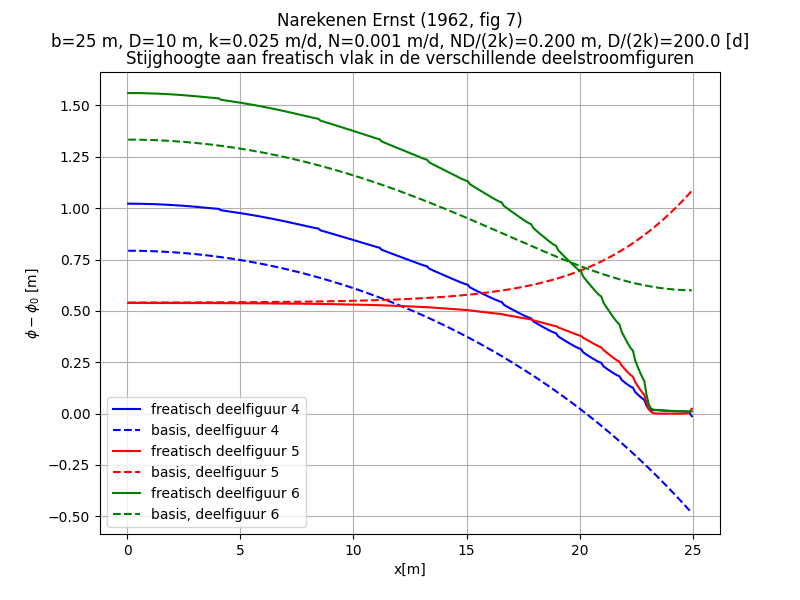 Narekenen Ernst (1962, fig 7)
b=25 m, D=10 m, k=0.025 m/d, N=0.001 m/d, ND/(2k)=0.200 m, D/(2k)=200.0 [d]
Stijghoogte aan freatisch vlak in de verschillende deelstroomfiguren
1.50
1.25
1.00
0.75
0.50
0.25
0.00
−0.25
−0.50
ϕ − ϕ₀ [m]
freatisch deelfiguur 4
basis, deelfiguur 4
freatisch deelfiguur 5
basis, deelfiguur 5
freatisch deelfiguur 6
basis, deelfiguur 6
0 5 10 15 20 25
x[m]